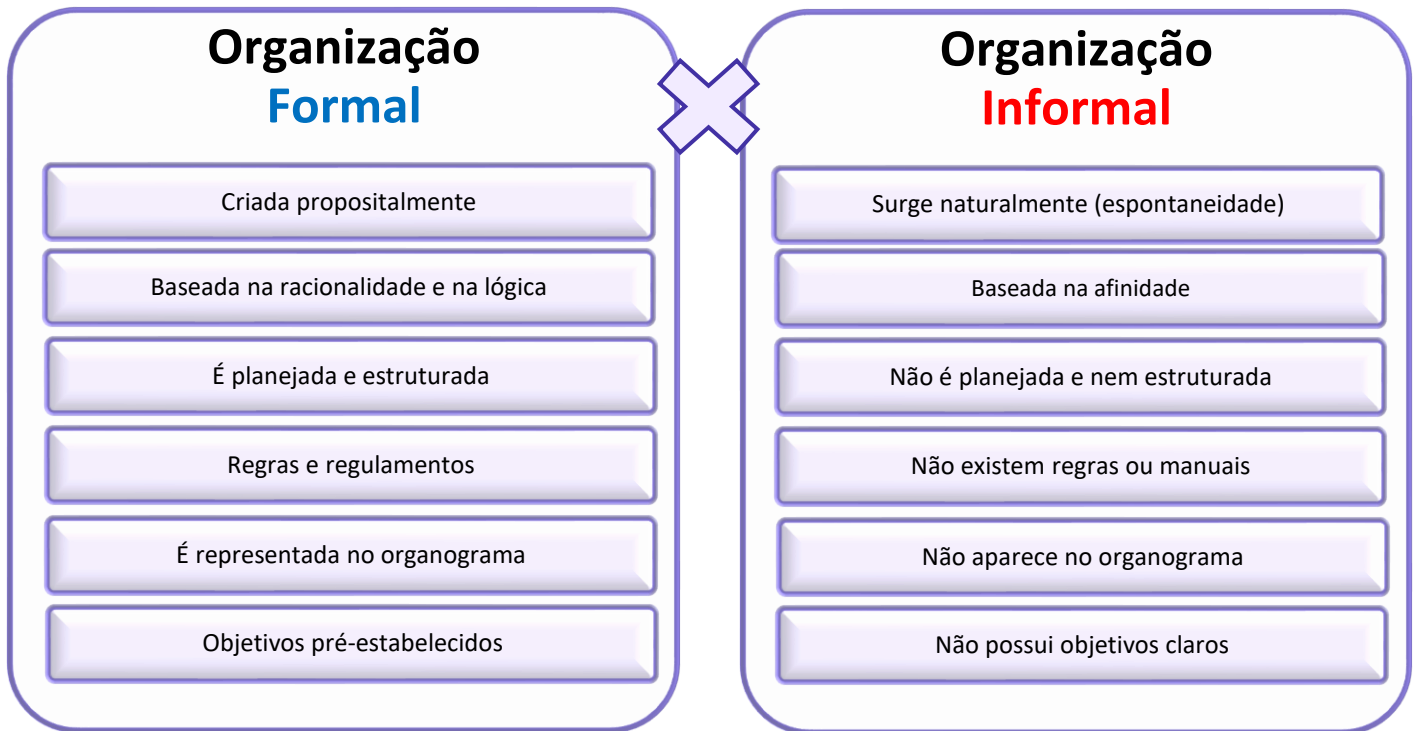 Organização
Formal
Criada propositalmente
Baseada na racionalidade e na lógica
É planejada e estruturada
Regras e regulamentos
É representada no organograma
Objetivos pré-estabelecidos
Organização
Informal
Surge naturalmente (espontaneidade)
Baseada na afinidade
Não é planejada e nem estruturada
Não existem regras ou manuais
Não aparece no organograma
Não possui objetivos claros